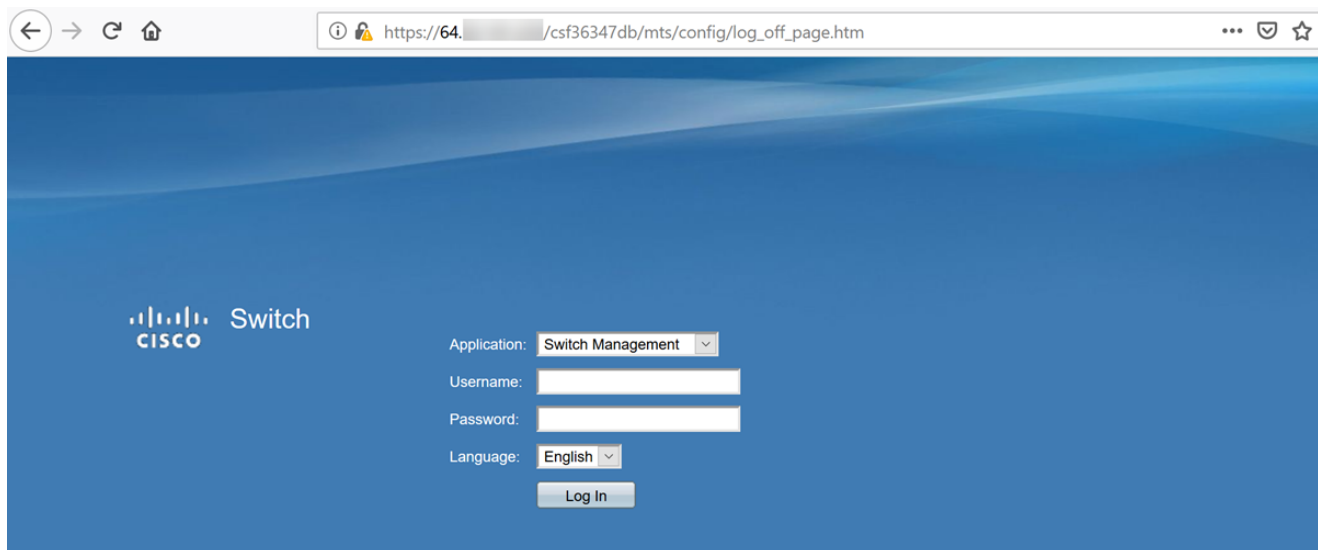 https://64. /csf36347db/mts/config/log_off_page.htm
CISCO Switch
Application: Switch Management
Username:
Password:
Language: English
Log In